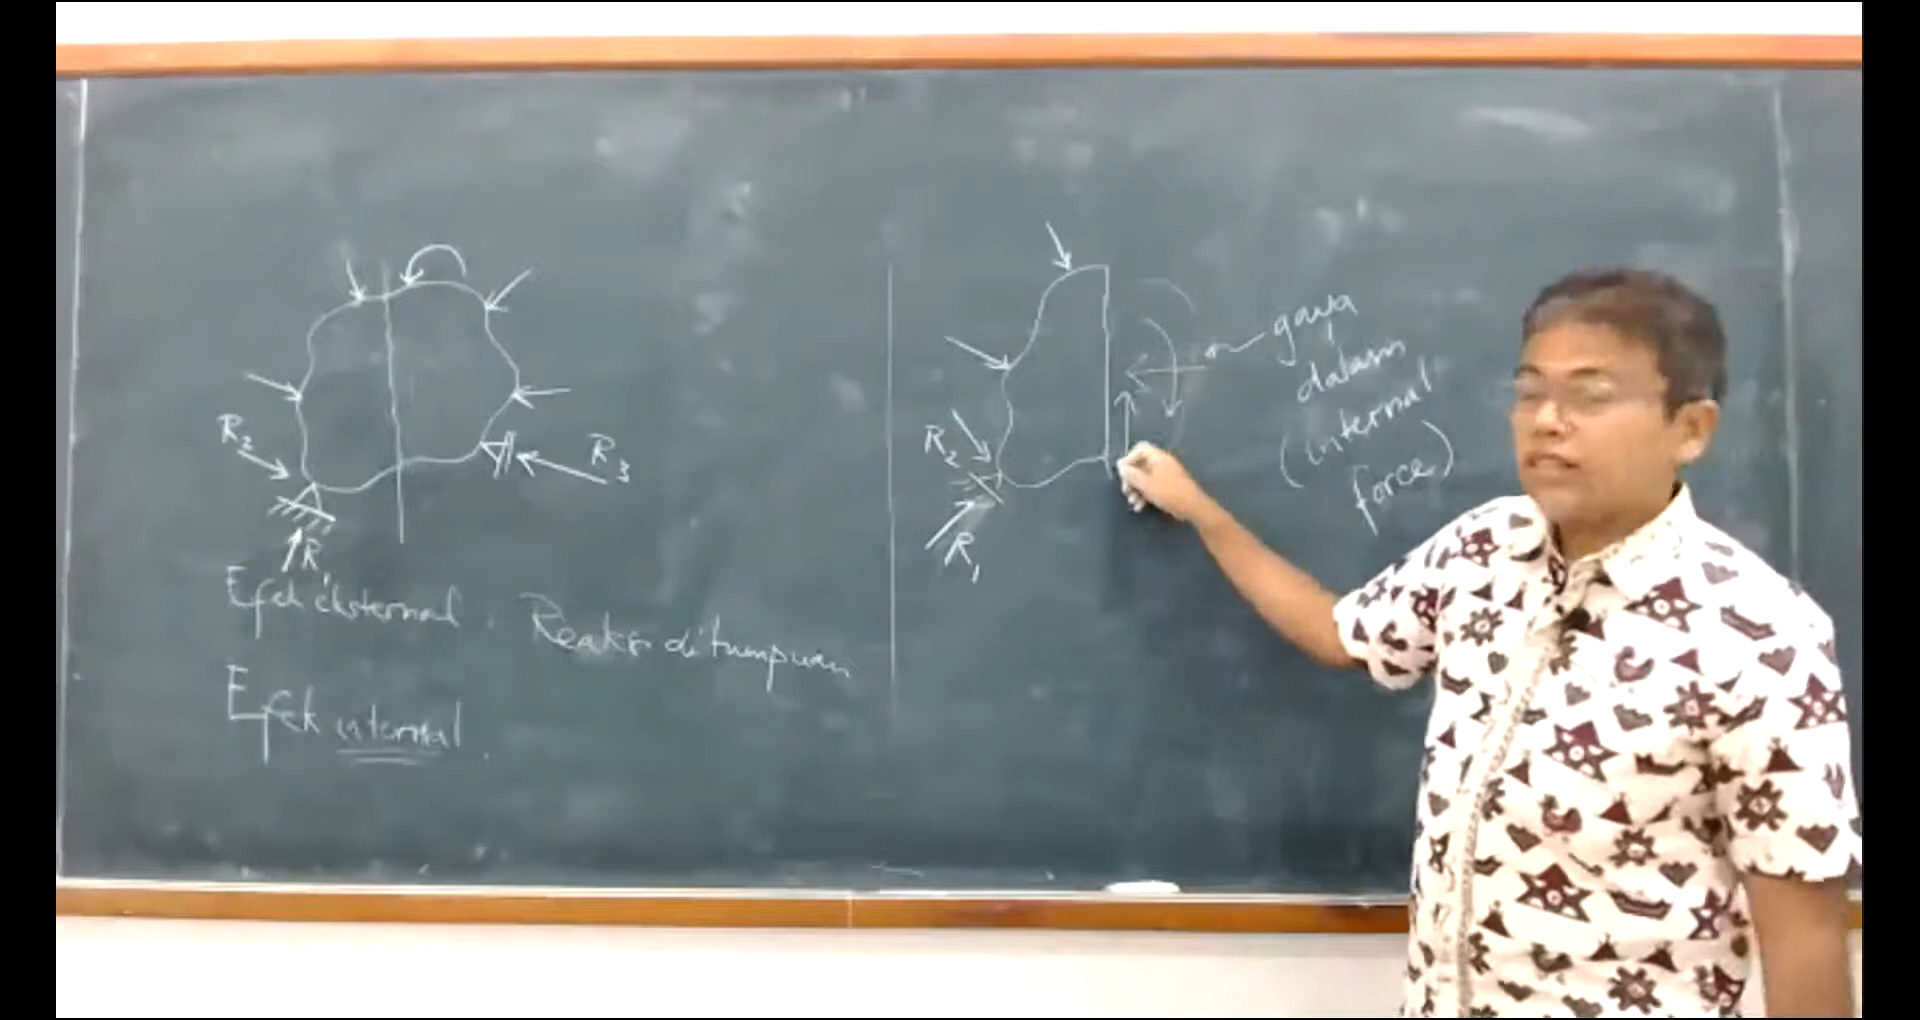 R2
R3
R1
Efek eksternal : Reaksi di tumpuan
Efek internal.
gaya
dalam
(internal
force)
R2
R1